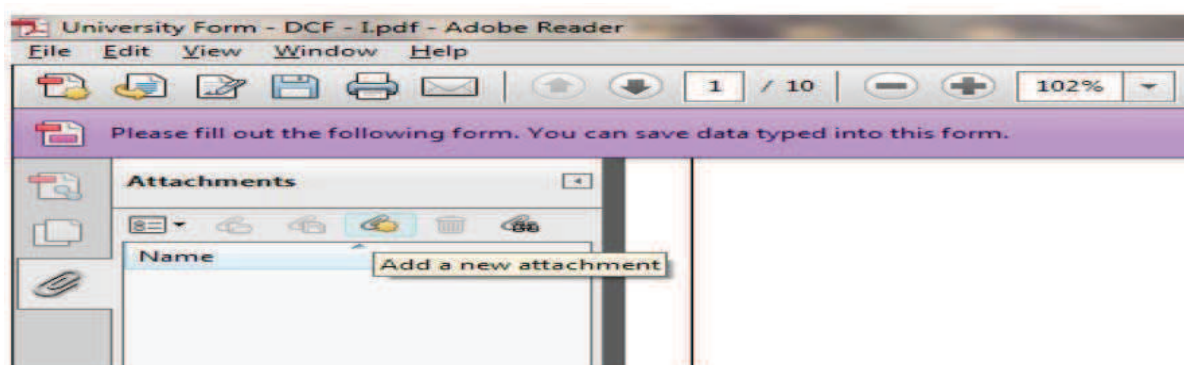 University Form - DCF - I.pdf - Adobe Reader
File Edit View Window Help
1 / 10 102%
Please fill out the following form. You can save data typed into this form.
Attachments
Name
Add a new attachment